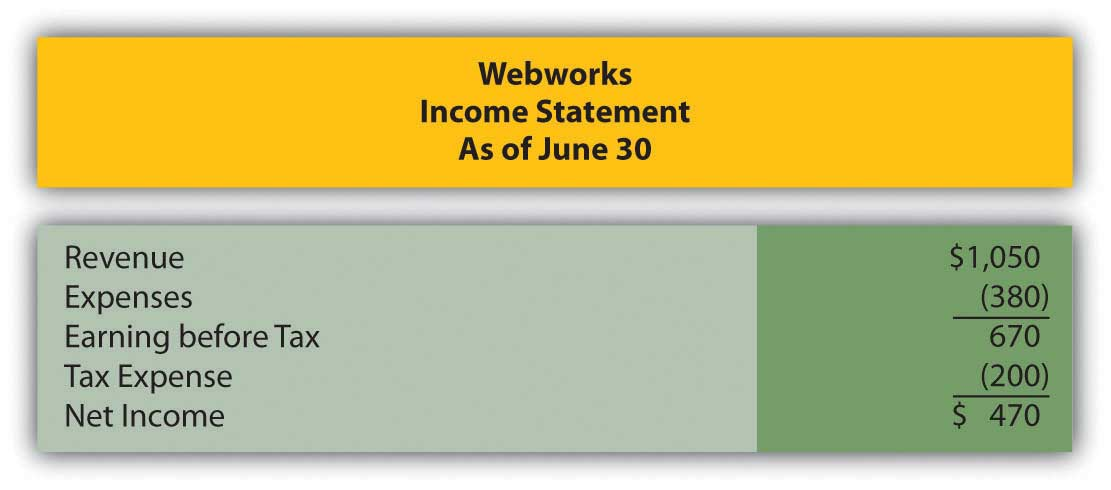 Webworks
Income Statement
As of June 30
Revenue $1,050
Expenses (380)
Earning before Tax 670
Tax Expense (200)
Net Income $ 470